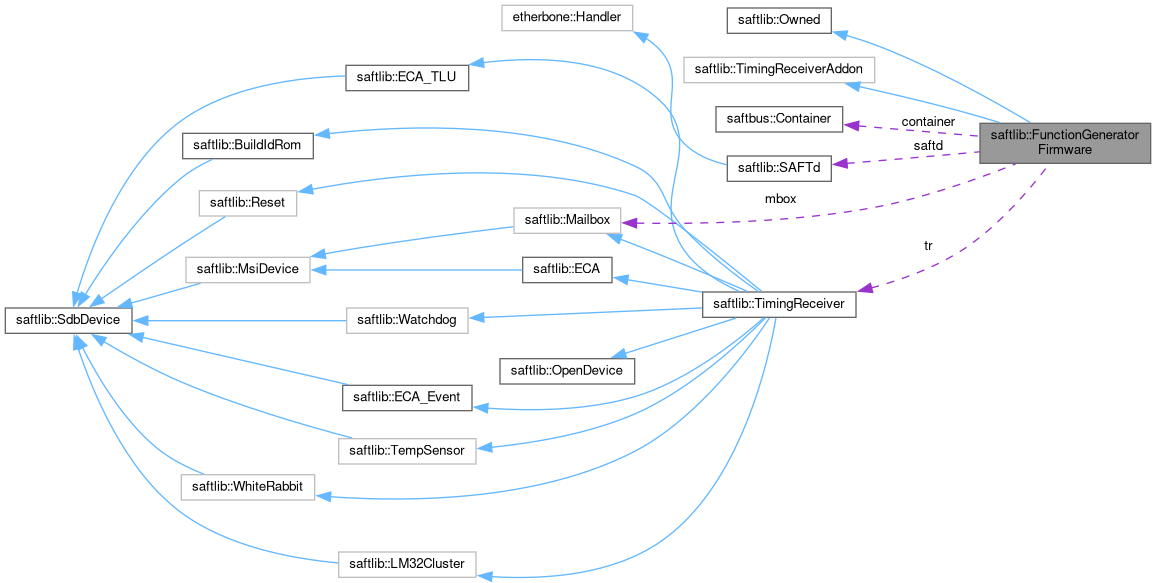 etherbone::Handler
saftlib::Owned
saftlib::TimingReceiverAddon
saftlib::ECA_TLU
saftbus::Container
container
saftlib::FunctionGenerator
Firmware
saftlib::BuildIdRom
saftd
saftlib::SAFTd
mbox
saftlib::Reset
saftlib::Mailbox
tr
saftlib::MsiDevice
saftlib::ECA
saftlib::TimingReceiver
saftlib::SdbDevice
saftlib::Watchdog
saftlib::OpenDevice
saftlib::ECA_Event
saftlib::TempSensor
saftlib::WhiteRabbit
saftlib::LM32Cluster